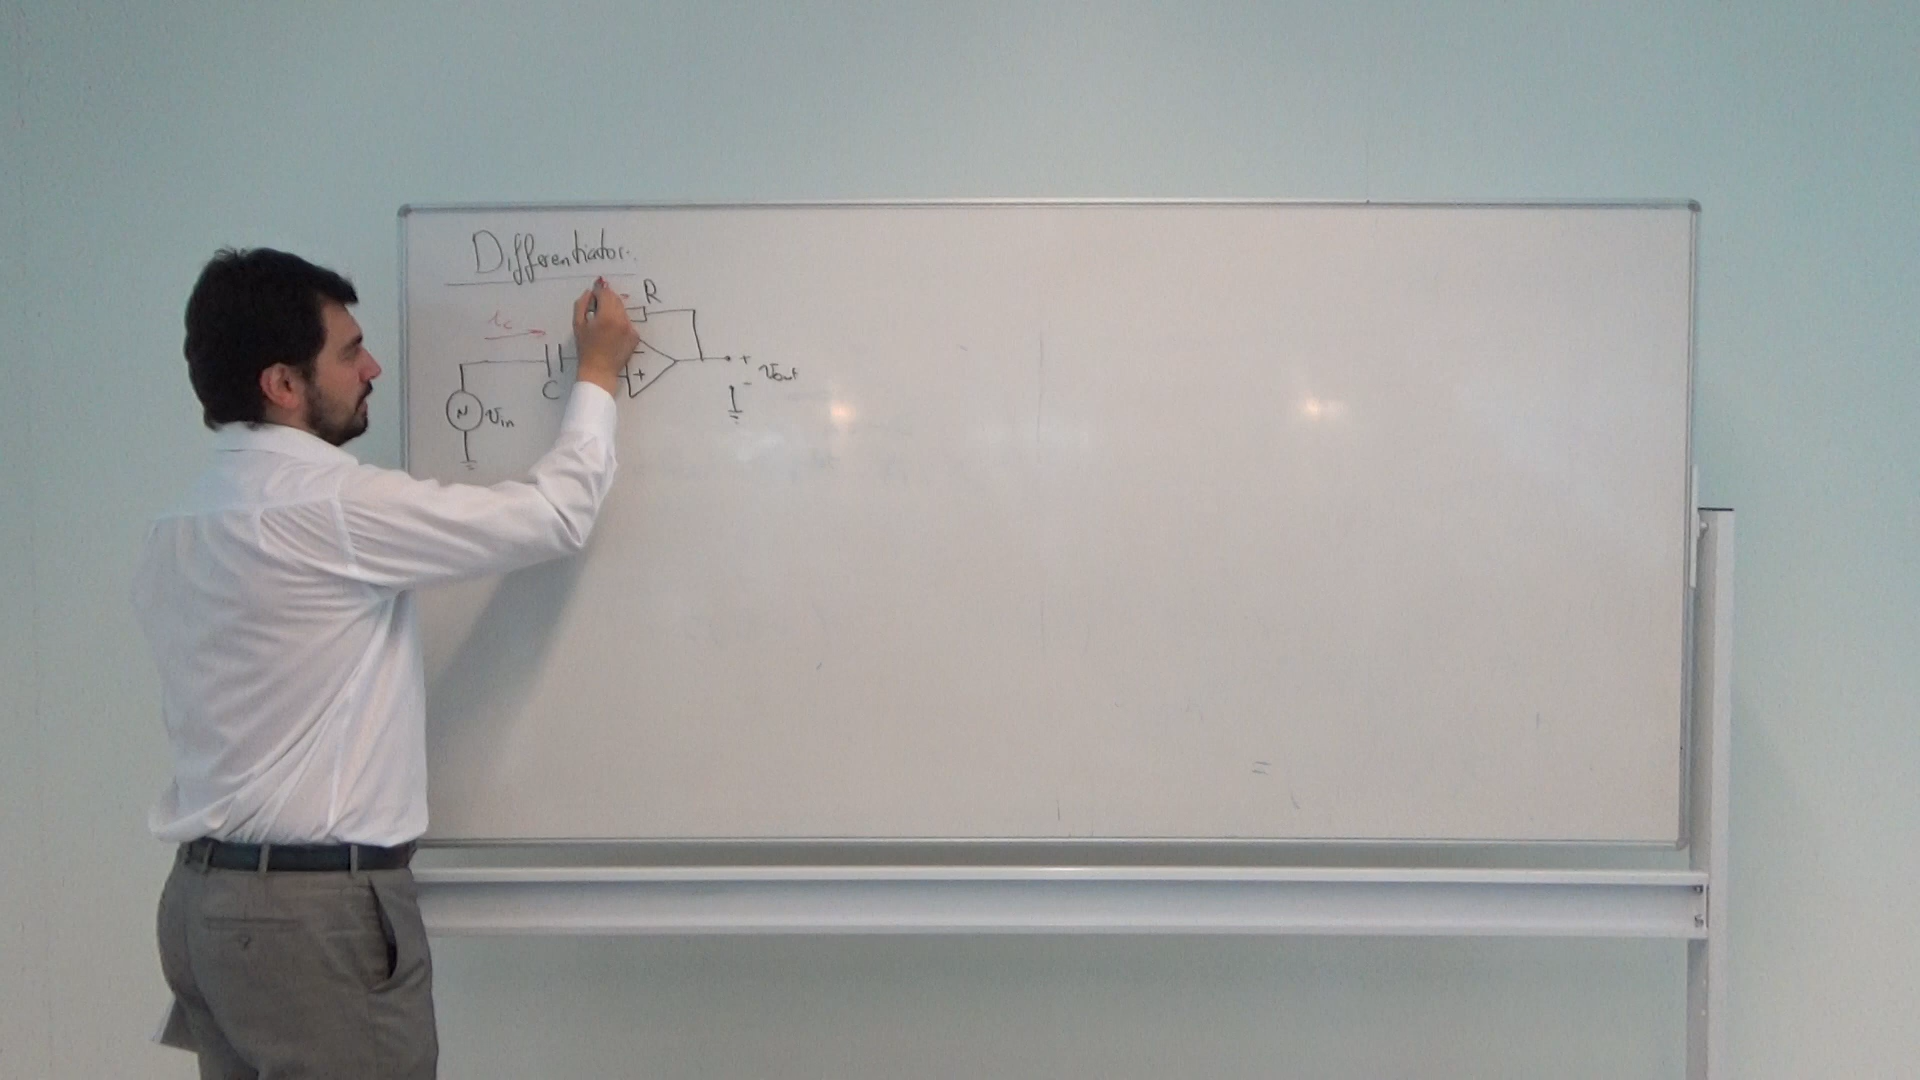 Differentiator.
R
ic
C
-
+
+
-
Vout
N
Vin
=